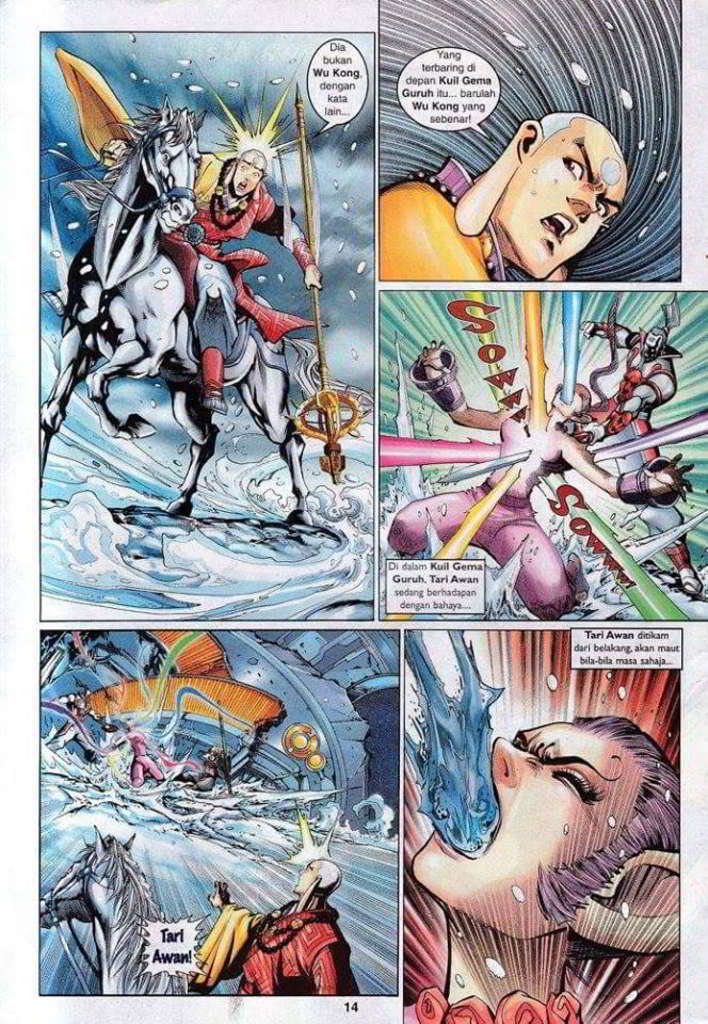 Dia
bukan
Wu Kong,
dengan
kata
lain...
Yang
terbaring di
depan Kuil Gema
Guruh itu... barulah
Wu Kong yang
sebenar!
SOWW
SOWWW
Di dalam Kuil Gema
Guruh, Tari Awan
sedang berhadapan
dengan bahaya....
Tari
Awan!
Tari Awan ditikam
dari belakang, akan maut
bila-bila masa sahaja...
14